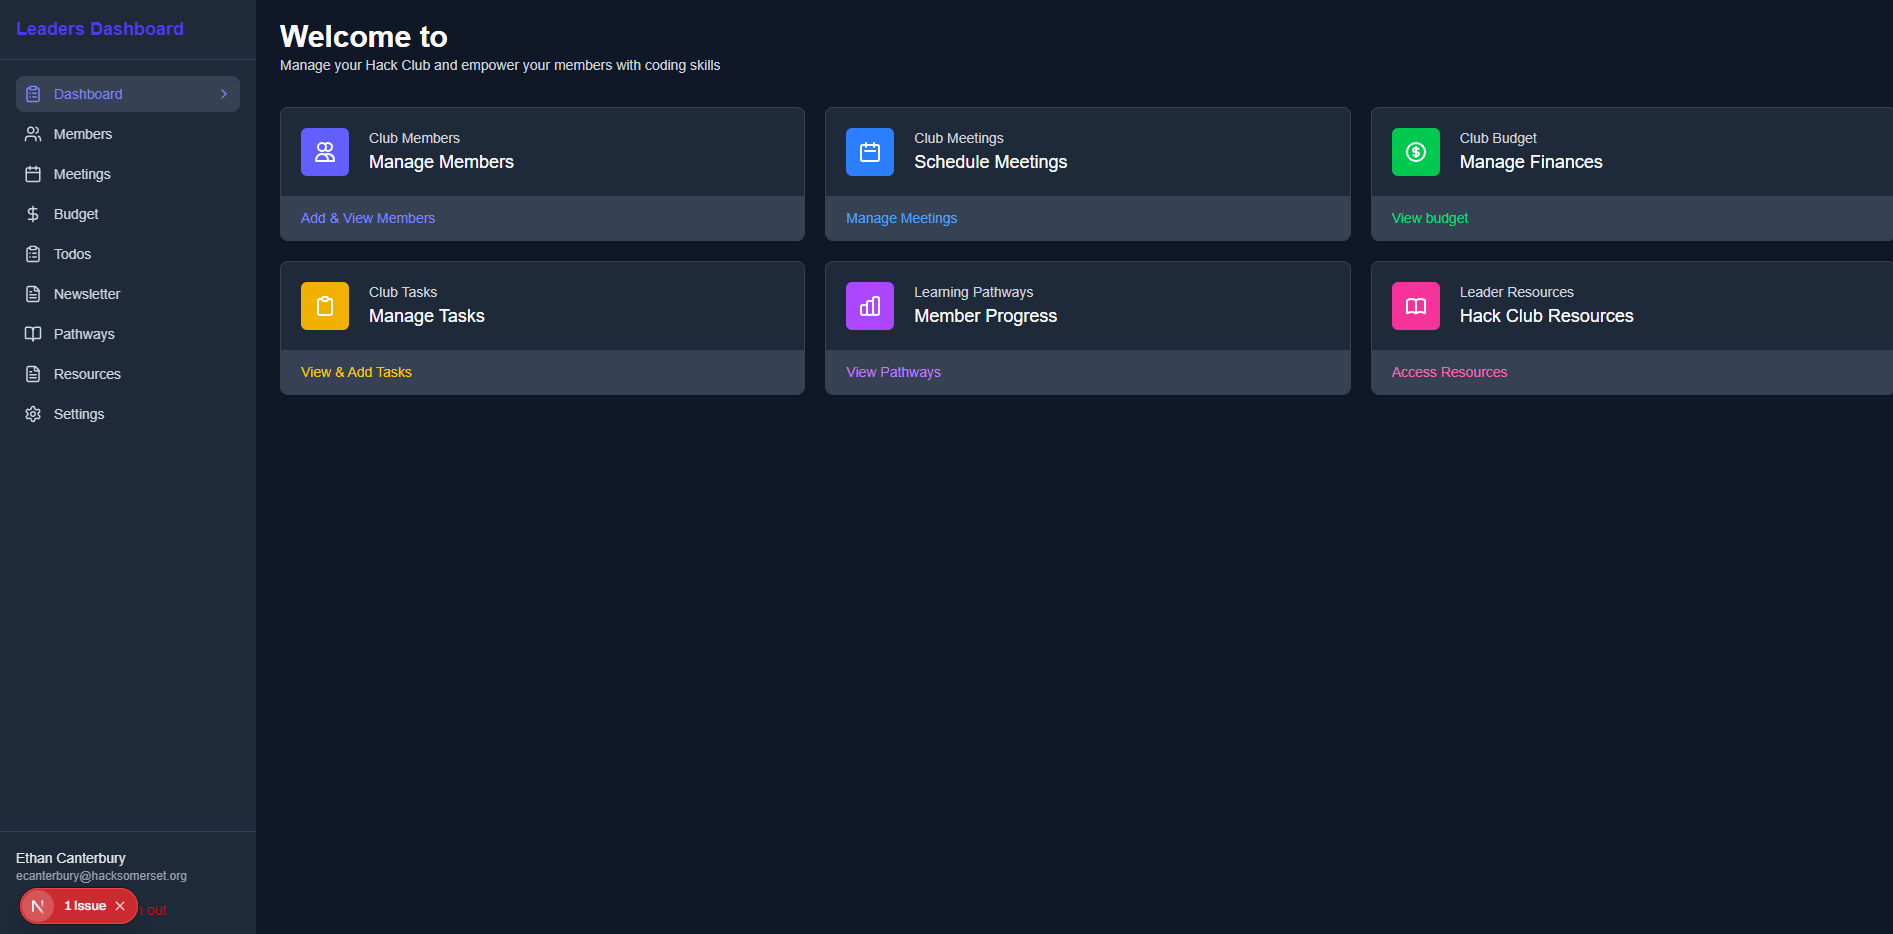 Leaders Dashboard
Dashboard
Members
Meetings
Budget
Todos
Newsletter
Pathways
Resources
Settings
Ethan Canterbury
ecanterbury@hacksomerset.org
N 1 Issue
out
Welcome to
Manage your Hack Club and empower your members with coding skills
Club Members
Manage Members
Add & View Members
Club Meetings
Schedule Meetings
Manage Meetings
Club Budget
Manage Finances
View budget
Club Tasks
Manage Tasks
View & Add Tasks
Learning Pathways
Member Progress
View Pathways
Leader Resources
Hack Club Resources
Access Resources